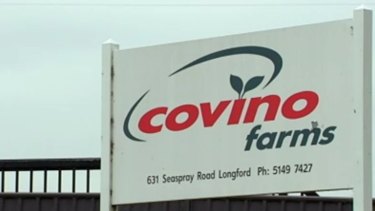 covino
farms
631 Seaspray Road Longford Ph: 5149 7427